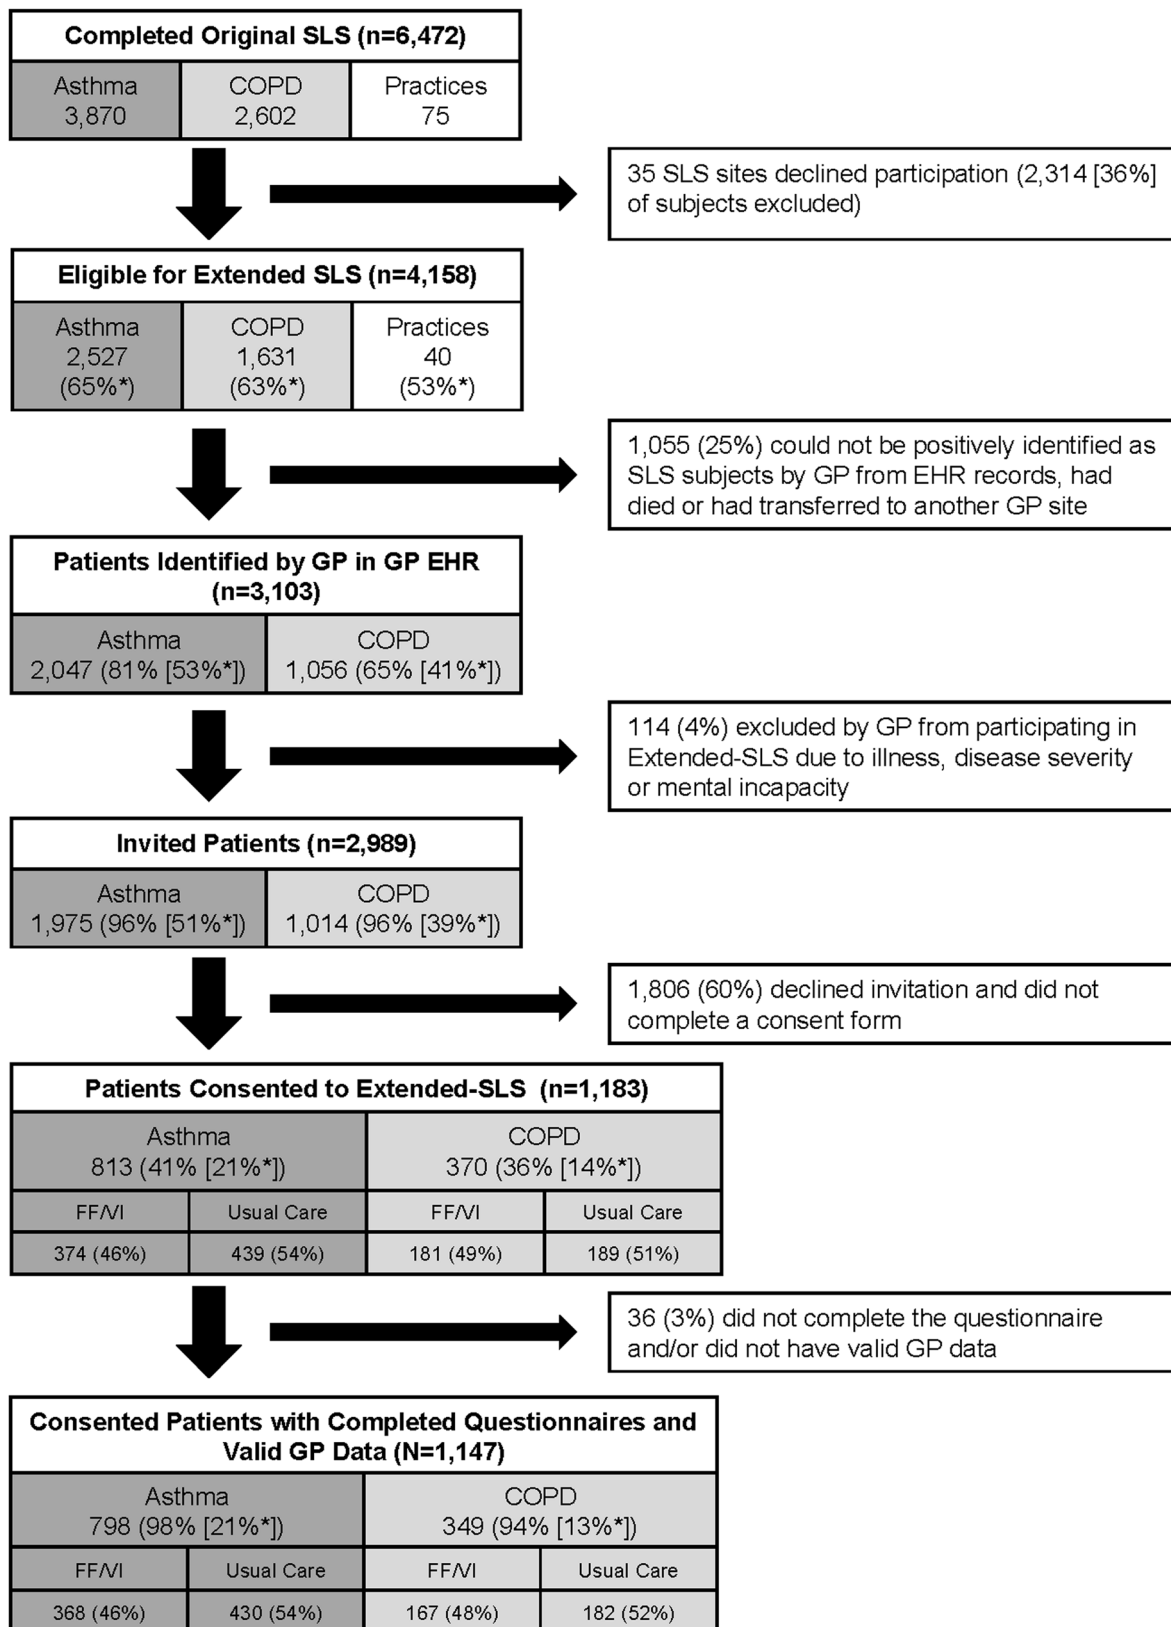 Completed Original SLS (n=6,472)
Asthma
3,870
COPD
2,602
Practices
75
35 SLS sites declined participation (2,314 [36%]
of subjects excluded)
Eligible for Extended SLS (n=4,158)
Asthma
2,527
(65%*)
COPD
1,631
(63%*)
Practices
40
(53%*)
1,055 (25%) could not be positively identified as
SLS subjects by GP from EHR records, had
died or had transferred to another GP site
Patients Identified by GP in GP EHR
(n=3,103)
Asthma
2,047 (81% [53%*])
COPD
1,056 (65% [41%*])
114 (4%) excluded by GP from participating in
Extended-SLS due to illness, disease severity
or mental incapacity
Invited Patients (n=2,989)
Asthma
1,975 (96% [51%*])
COPD
1,014 (96% [39%*])
1,806 (60%) declined invitation and did not
complete a consent form
Patients Consented to Extended-SLS (n=1,183)
Asthma
813 (41% [21%*])
COPD
370 (36% [14%*])
FF/VI
Usual Care
FF/VI
Usual Care
374 (46%)
439 (54%)
181 (49%)
189 (51%)
36 (3%) did not complete the questionnaire
and/or did not have valid GP data
Consented Patients with Completed Questionnaires and
Valid GP Data (N=1,147)
Asthma
798 (98% [21%*])
COPD
349 (94% [13%*])
FF/VI
Usual Care
FF/VI
Usual Care
368 (46%)
430 (54%)
167 (48%)
182 (52%)